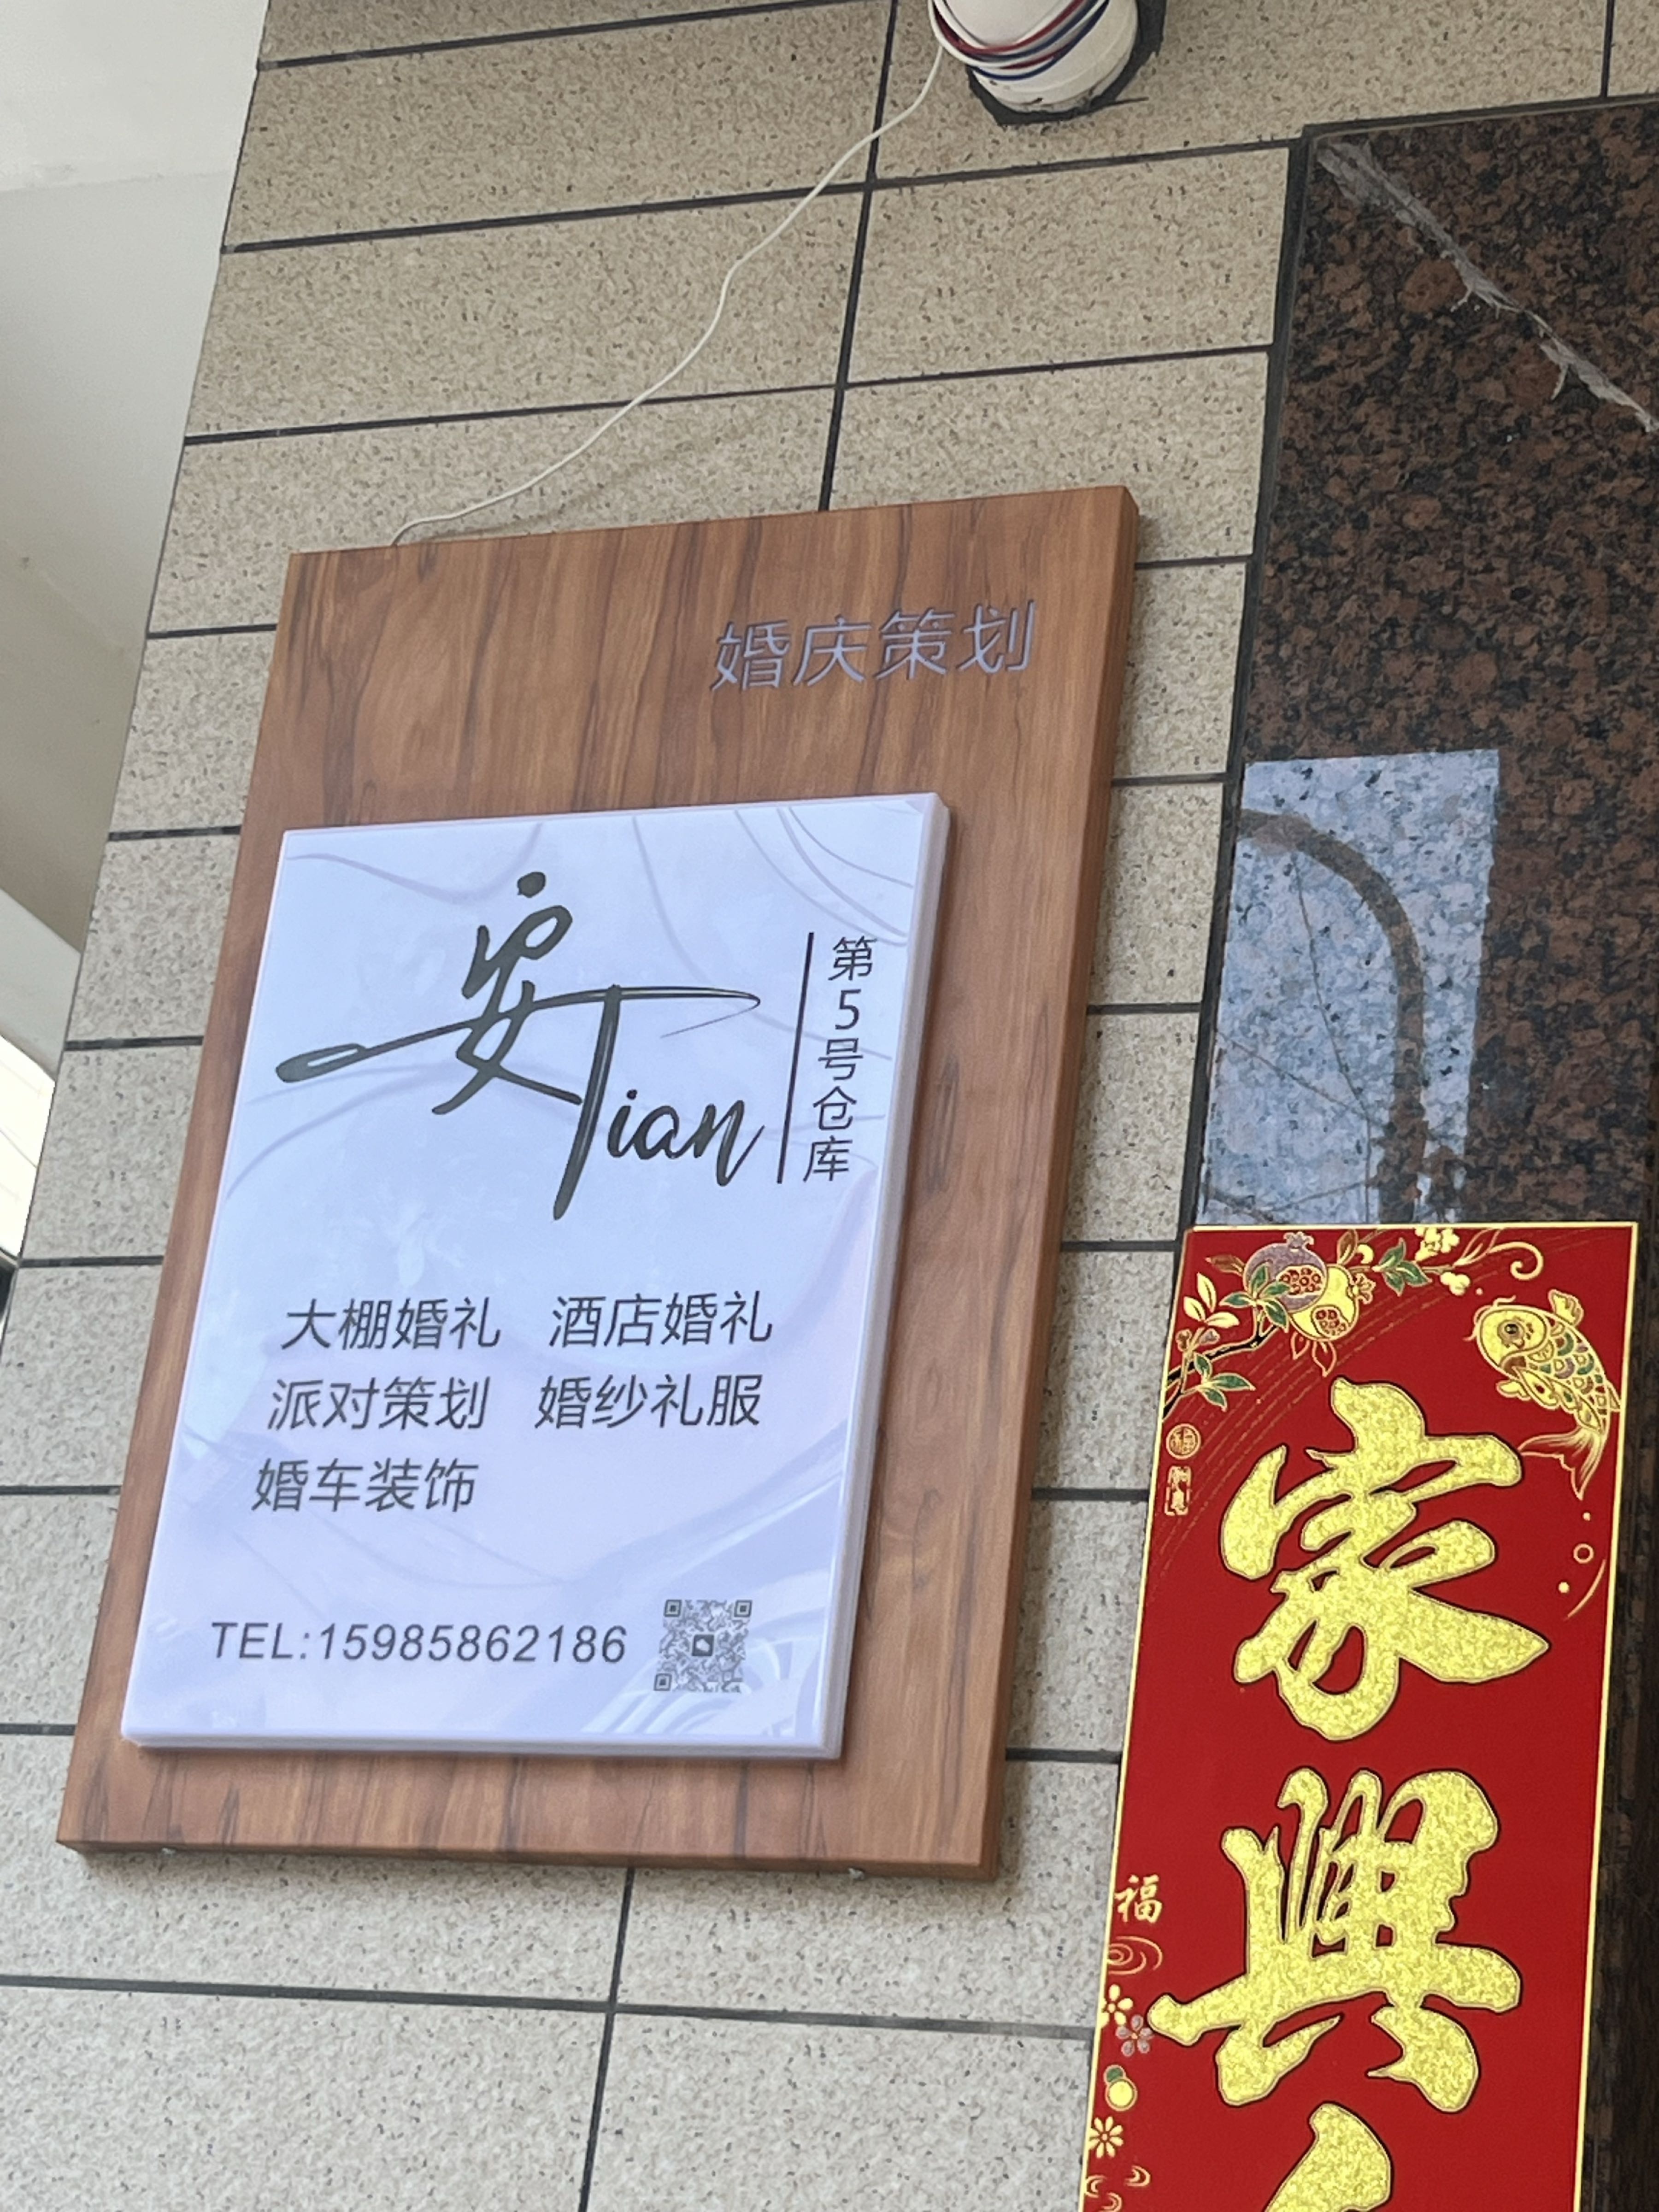 婚庆策划
安Tian
第5号仓库
大棚婚礼 酒店婚礼
派对策划 婚纱礼服
婚车装饰
TEL:15985862186
家興
福